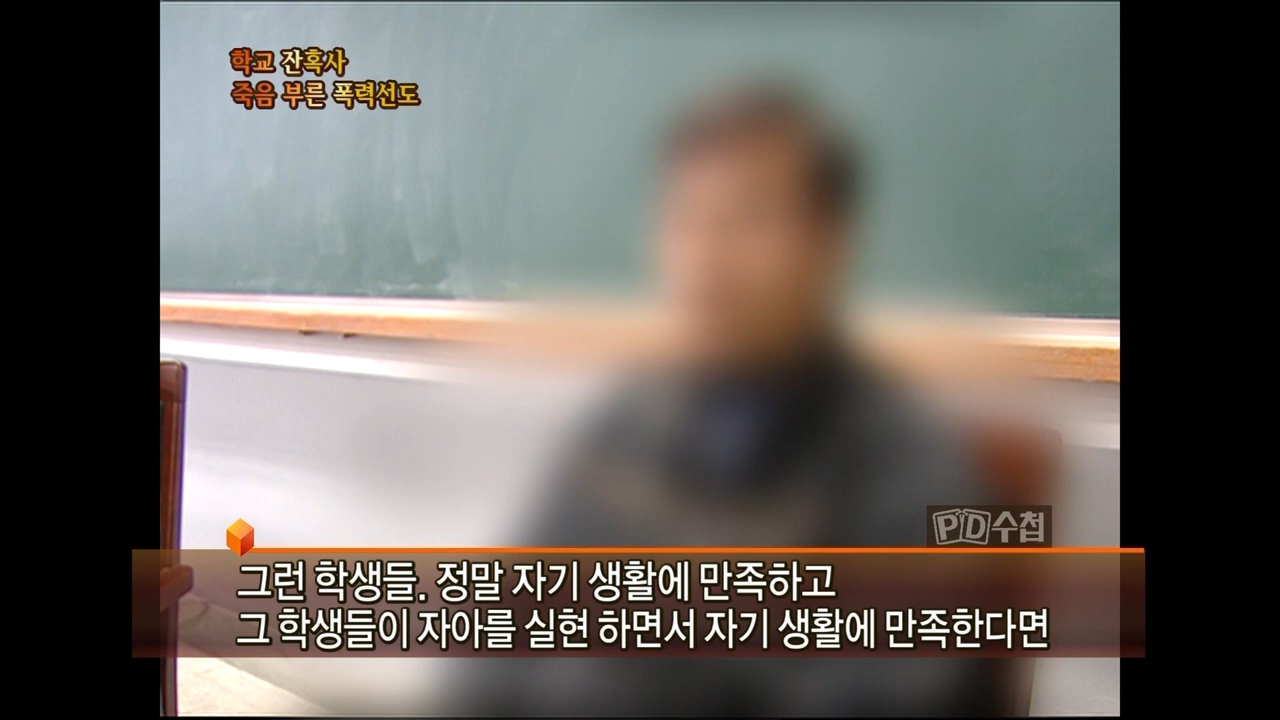 학교 잔혹사
죽음 부른 폭력선도
PD수첩
그런 학생들. 정말 자기 생활에 만족하고
그 학생들이 자아를 실현 하면서 자기 생활에 만족한다면